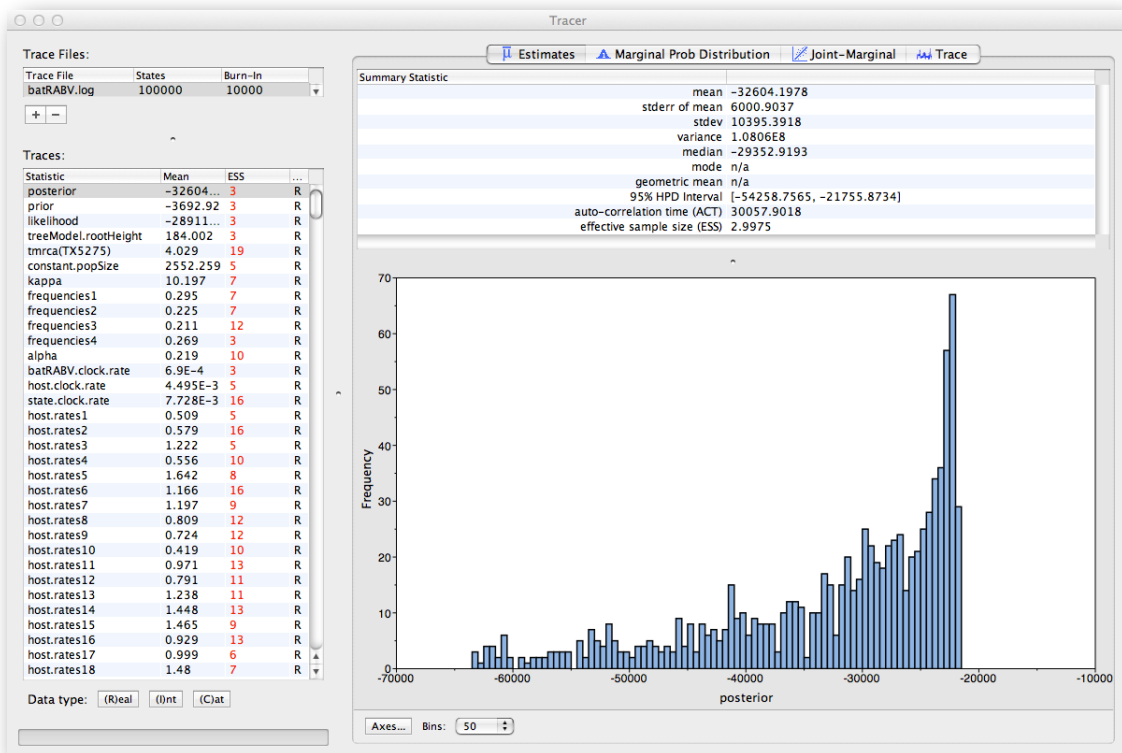 Tracer
Trace Files:
Trace File States Burn-In
batRABV.log 100000 10000
+ −
Traces:
Statistic Mean ESS ...
posterior -32604... 3 R
prior -3692.92 3 R
likelihood -28911... 3 R
treeModel.rootHeight 184.002 3 R
tmrca(TX5275) 4.029 19 R
constant.popSize 2552.259 5 R
kappa 10.197 7 R
frequencies1 0.295 7 R
frequencies2 0.225 7 R
frequencies3 0.211 12 R
frequencies4 0.269 3 R
alpha 0.219 10 R
batRABV.clock.rate 6.9E-4 3 R
host.clock.rate 4.495E-3 5 R
state.clock.rate 7.728E-3 16 R
host.rates1 0.509 5 R
host.rates2 0.579 16 R
host.rates3 1.222 5 R
host.rates4 0.556 10 R
host.rates5 1.642 8 R
host.rates6 1.166 16 R
host.rates7 1.197 9 R
host.rates8 0.809 12 R
host.rates9 0.724 12 R
host.rates10 0.419 10 R
host.rates11 0.971 13 R
host.rates12 0.791 11 R
host.rates13 1.238 11 R
host.rates14 1.448 13 R
host.rates15 1.465 9 R
host.rates16 0.929 13 R
host.rates17 0.999 6 R
host.rates18 1.48 7 R
Data type: (R)eal (I)nt (C)at
Estimates Marginal Prob Distribution Joint-Marginal Trace
Summary Statistic
mean -32604.1978
stderr of mean 6000.9037
stdev 10395.3918
variance 1.0806E8
median -29352.9193
mode n/a
geometric mean n/a
95% HPD Interval [-54258.7565, -21755.8734]
auto-correlation time (ACT) 30057.9018
effective sample size (ESS) 2.9975
70
60
50
40
30
20
10
0
Frequency
-70000 -60000 -50000 -40000 -30000 -20000 -10000
posterior
Axes... Bins: 50